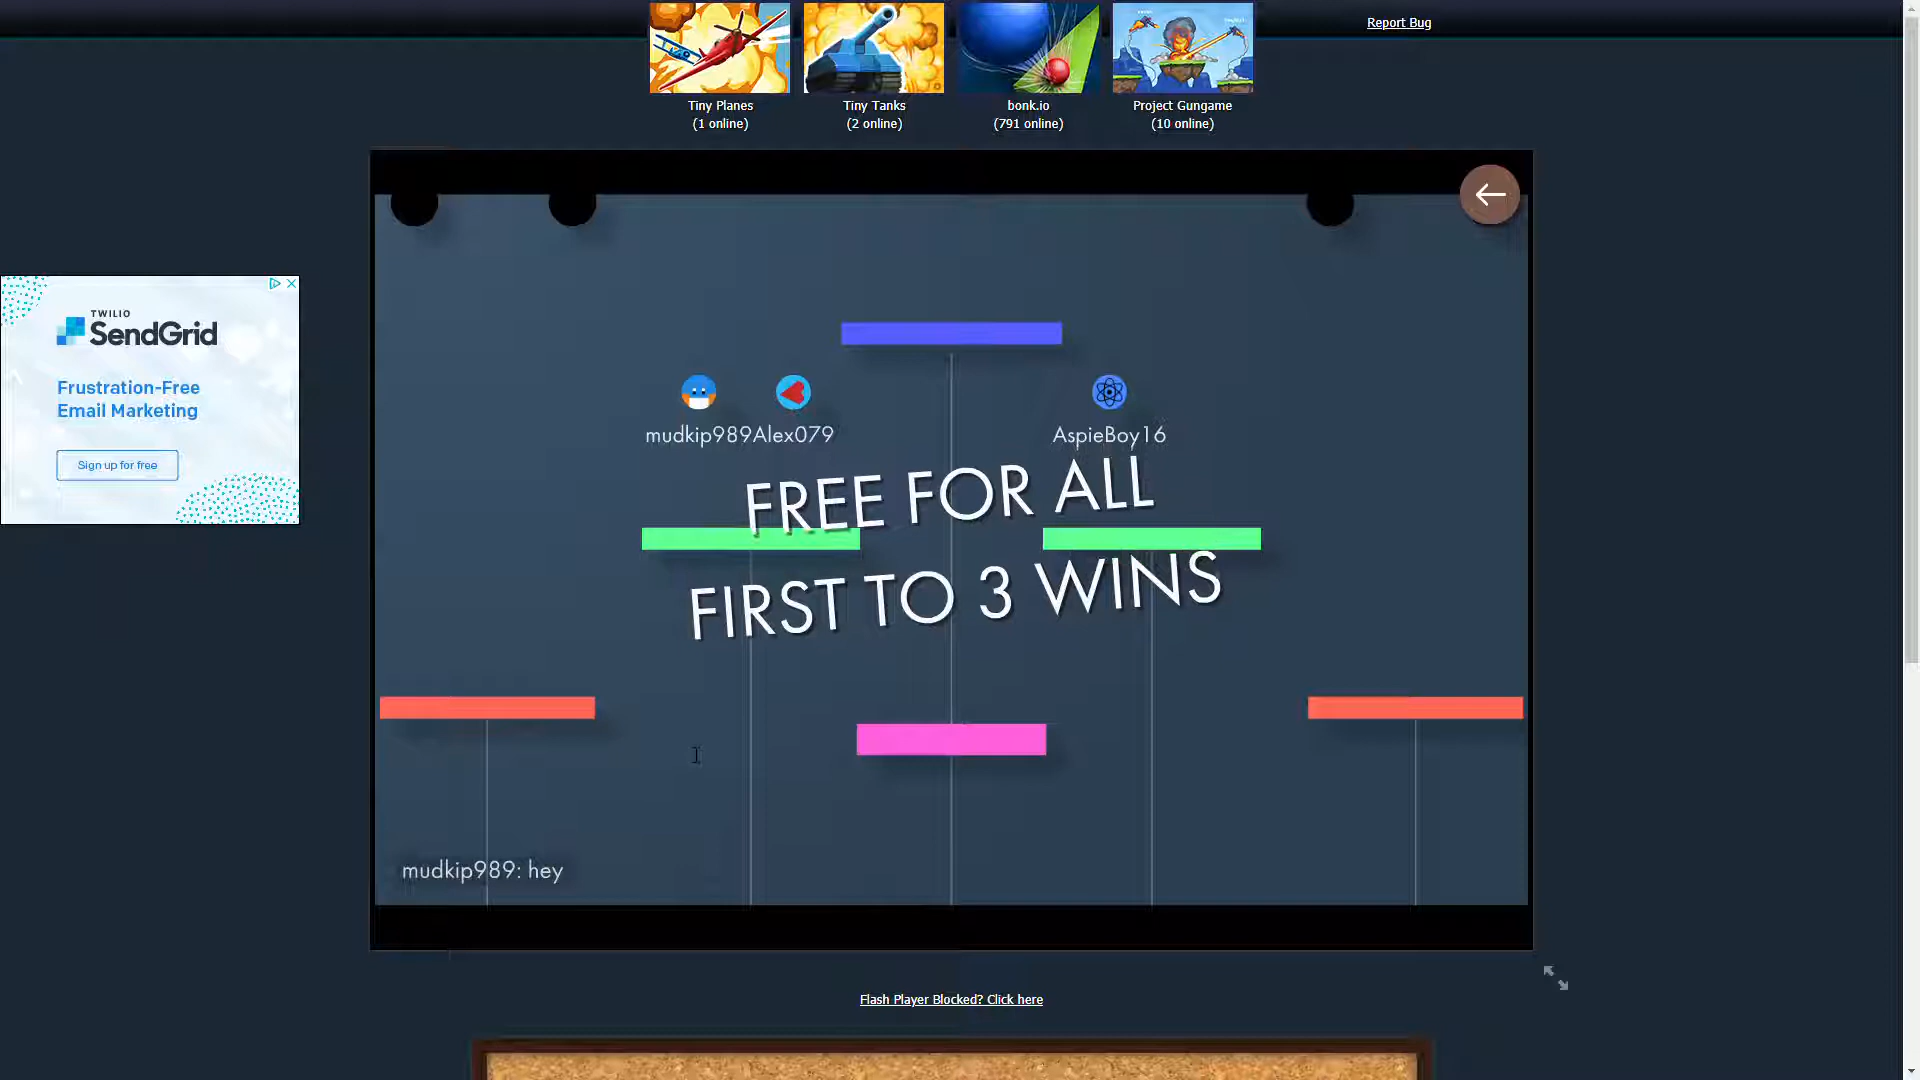 Report Bug
Tiny Planes
(1 online)
Tiny Tanks
(2 online)
bonk.io
(791 online)
Project Gungame
(10 online)
TWILIO
SendGrid
Frustration-Free
Email Marketing
Sign up for free
mudkip989
Alex079
AspieBoy16
FREE FOR ALL
FIRST TO 3 WINS
mudkip989: hey
Flash Player Blocked? Click here